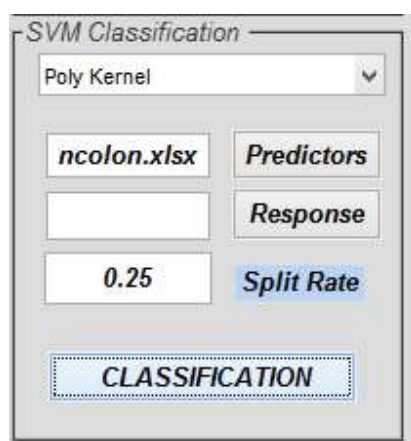 SVM Classification
Poly Kernel
ncolon.xlsx Predictors
Response
0.25 Split Rate
CLASSIFICATION